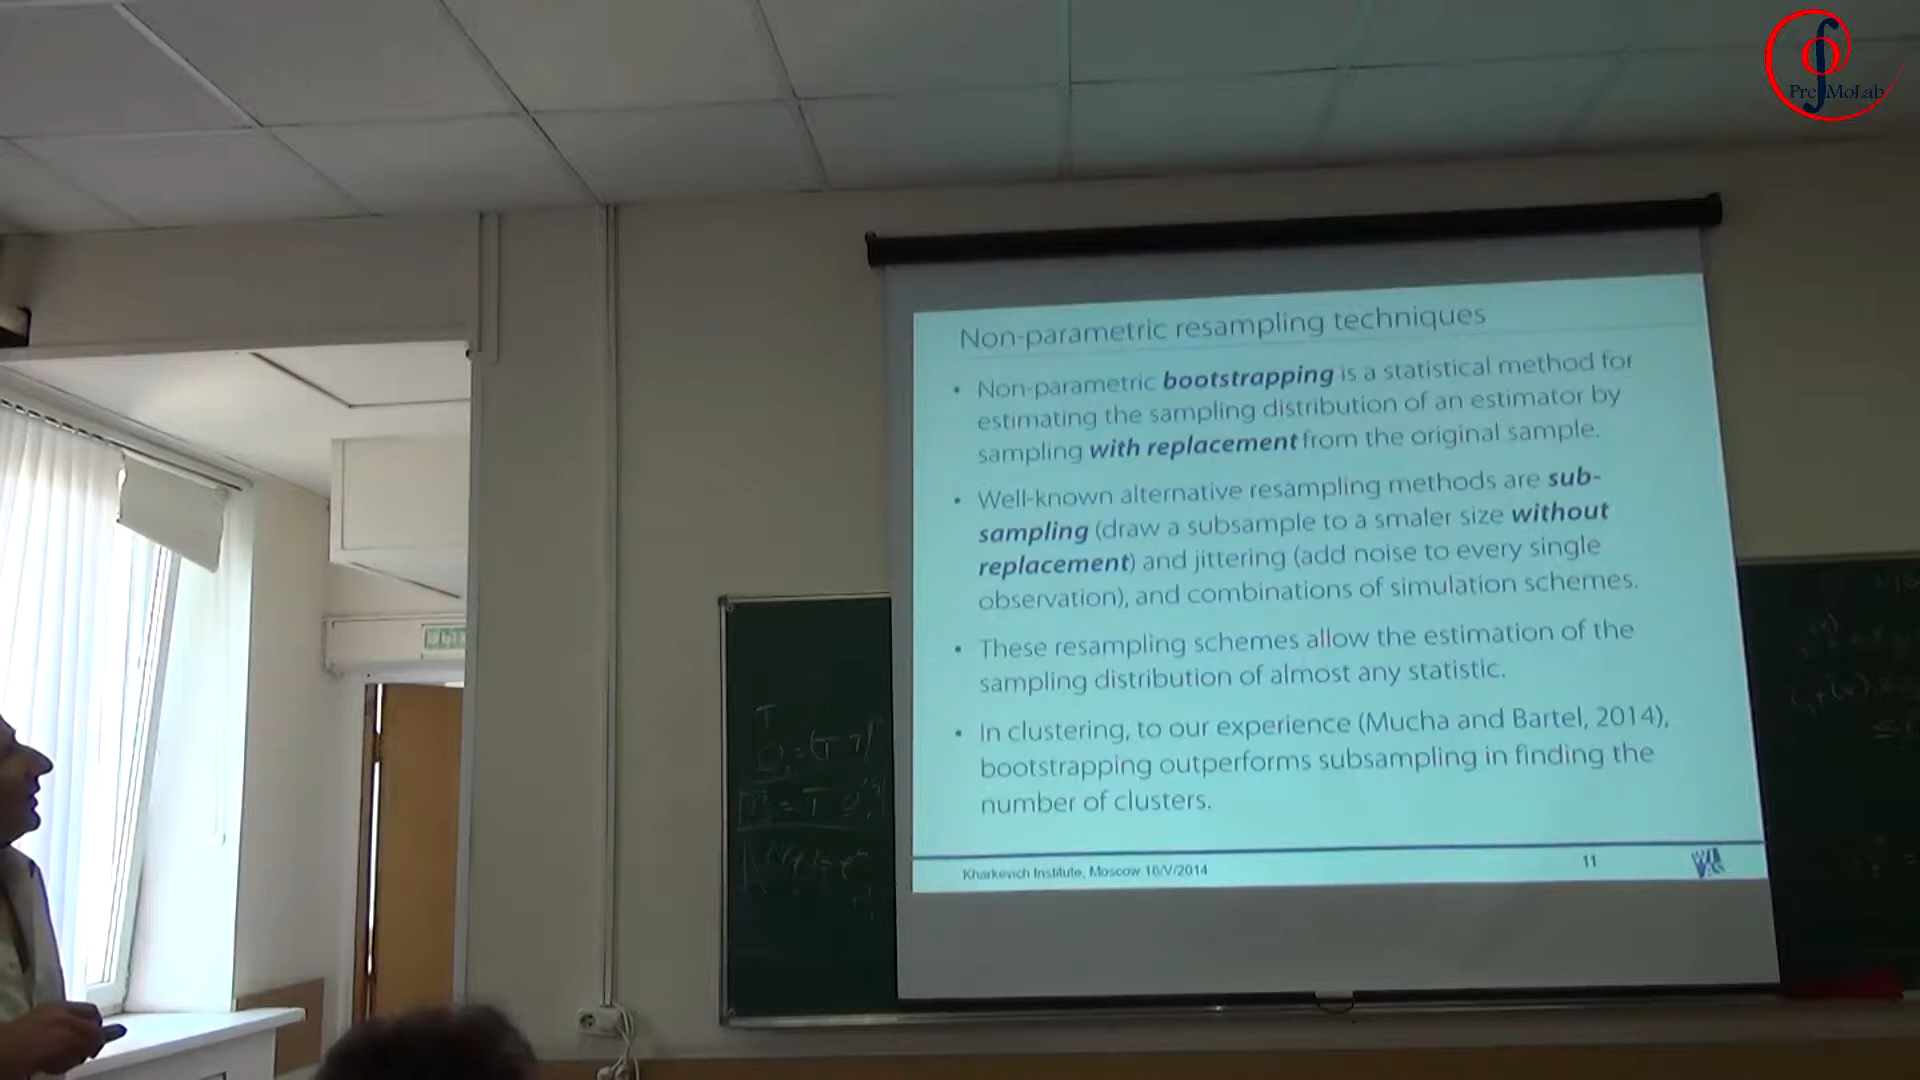 PreMoLab
Non-parametric resampling techniques
• Non-parametric bootstrapping is a statistical method for
estimating the sampling distribution of an estimator by
sampling with replacement from the original sample.
• Well-known alternative resampling methods are sub-
sampling (draw a subsample to a smaler size without
replacement) and jittering (add noise to every single
observation), and combinations of simulation schemes.
• These resampling schemes allow the estimation of the
sampling distribution of almost any statistic.
• In clustering, to our experience (Mucha and Bartel, 2014),
bootstrapping outperforms subsampling in finding the
number of clusters.
Kharkevich Institute, Moscow 16/V/2014
11